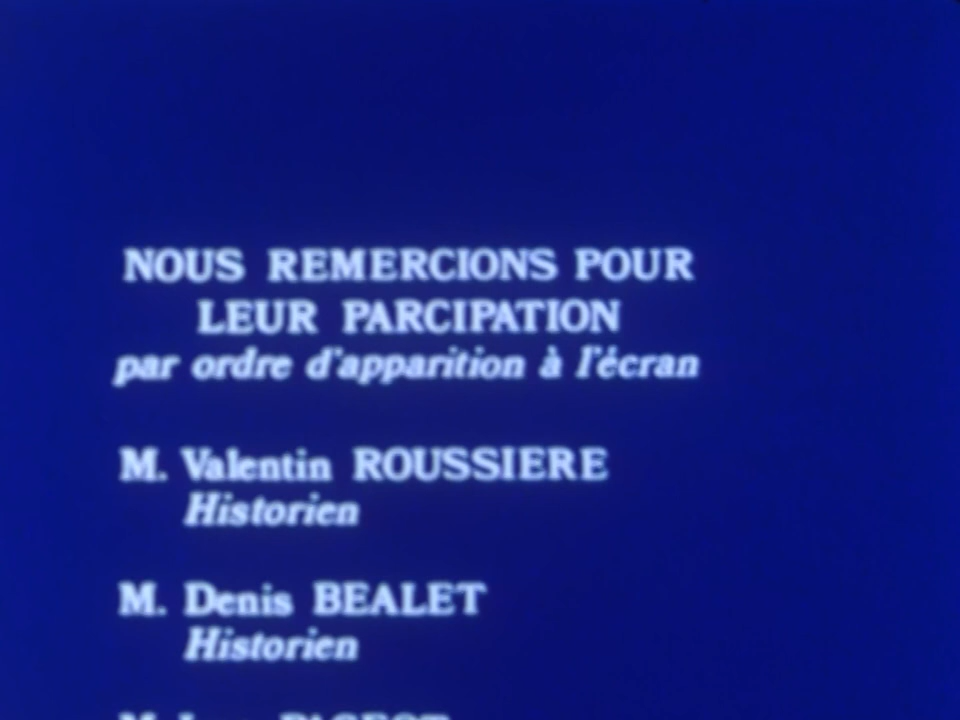 NOUS REMERCIONS POUR
LEUR PARCIPATION
par ordre d'apparition à l'écran
M. Valentin ROUSSIERE
Historien
M. Denis BEALET
Historien
M.